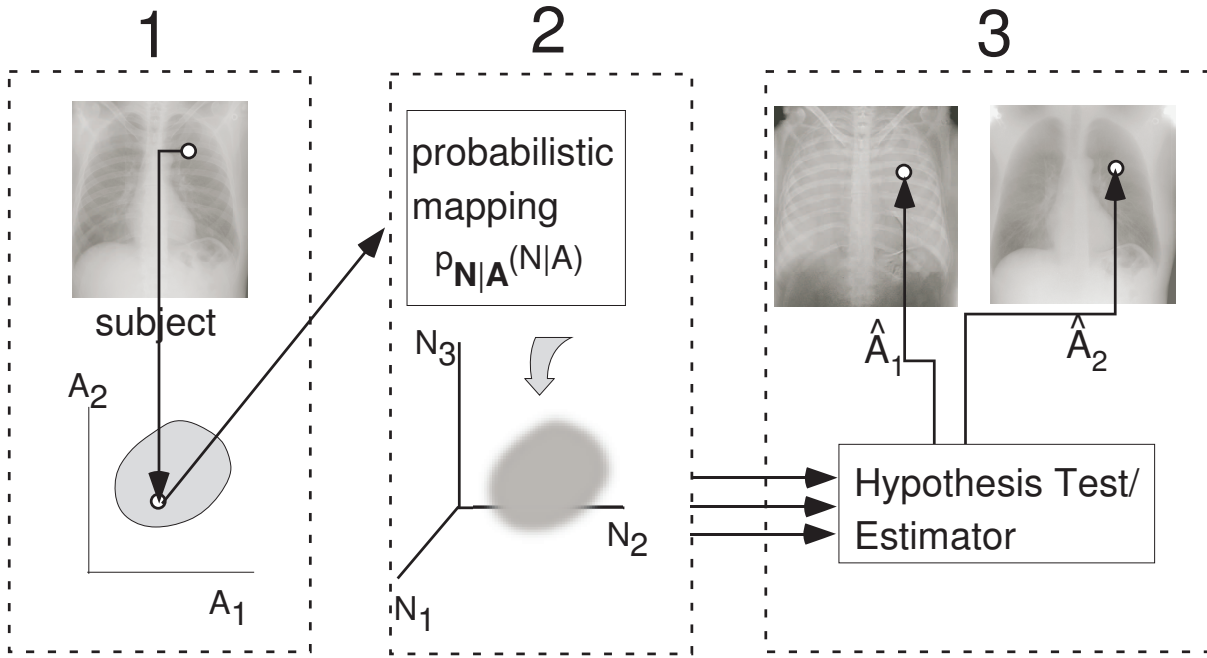 1
subject
A2
A1
2
probabilistic
mapping
pN|A(N|A)
N3
N2
N1
3
Â1
Â2
Hypothesis Test/
Estimator